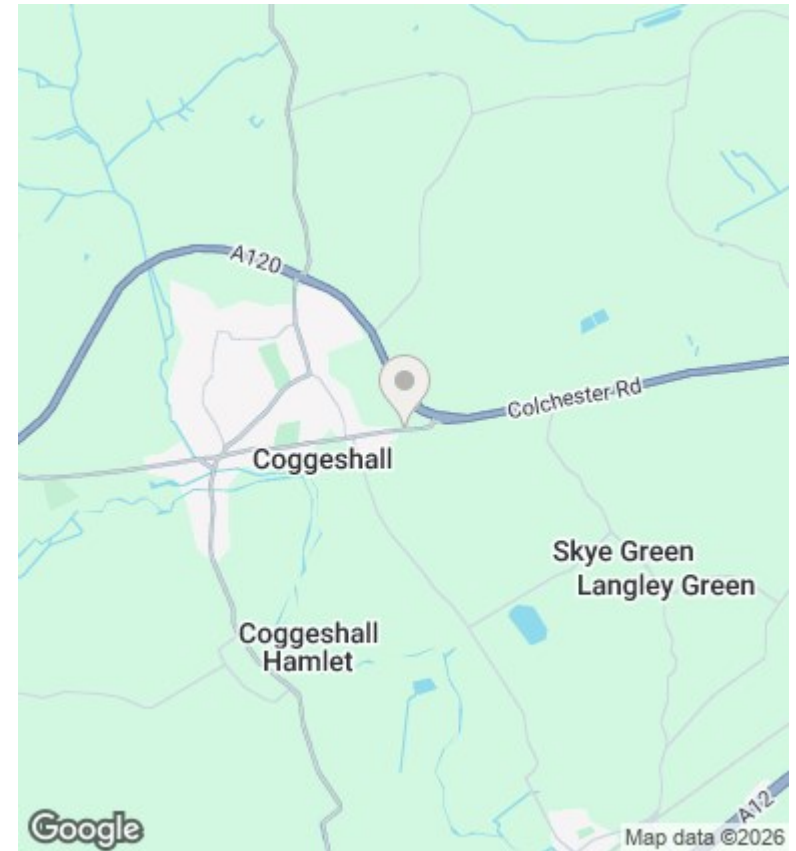 A120
Colchester Rd
Coggeshall
Skye Green
Langley Green
Coggeshall
Hamlet
A12
Google
Map data ©2026